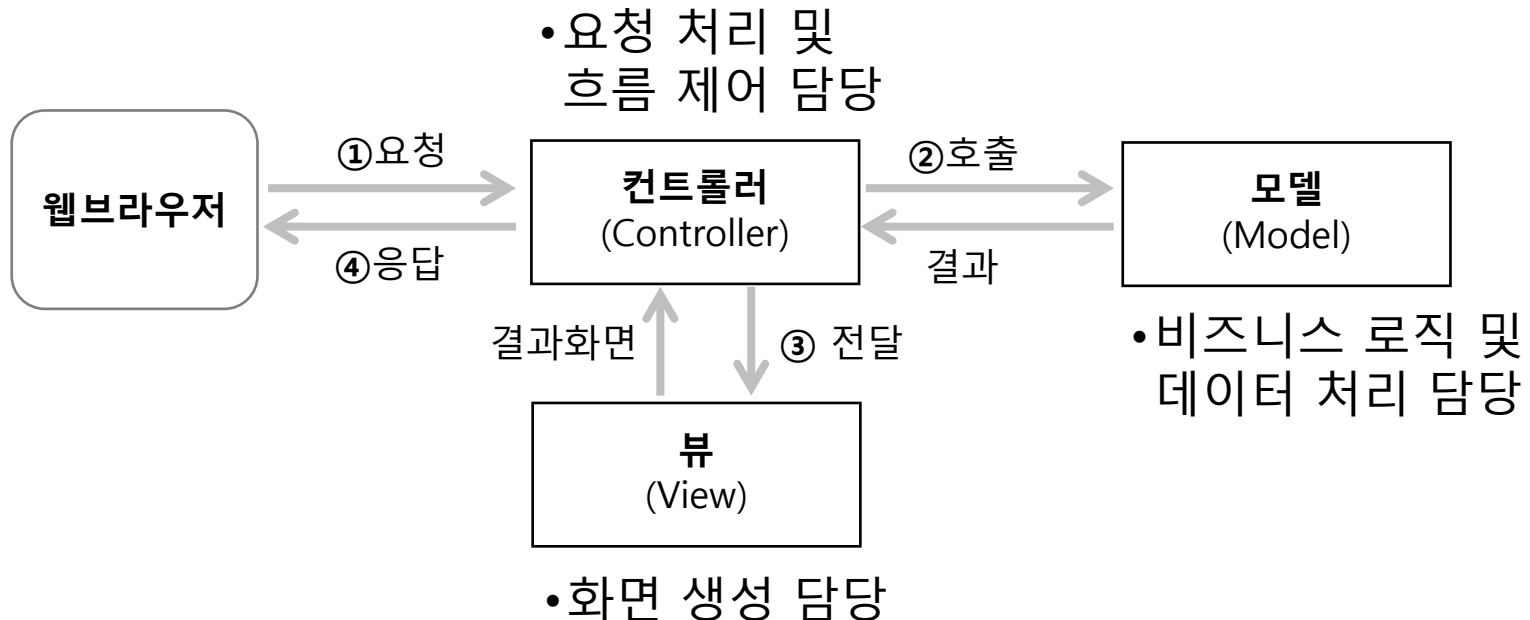 •요청 처리 및
흐름 제어 담당
웹브라우저
①요청
④응답
컨트롤러
(Controller)
②호출
결과
모델
(Model)
•비즈니스 로직 및
데이터 처리 담당
결과화면
③ 전달
뷰
(View)
•화면 생성 담당